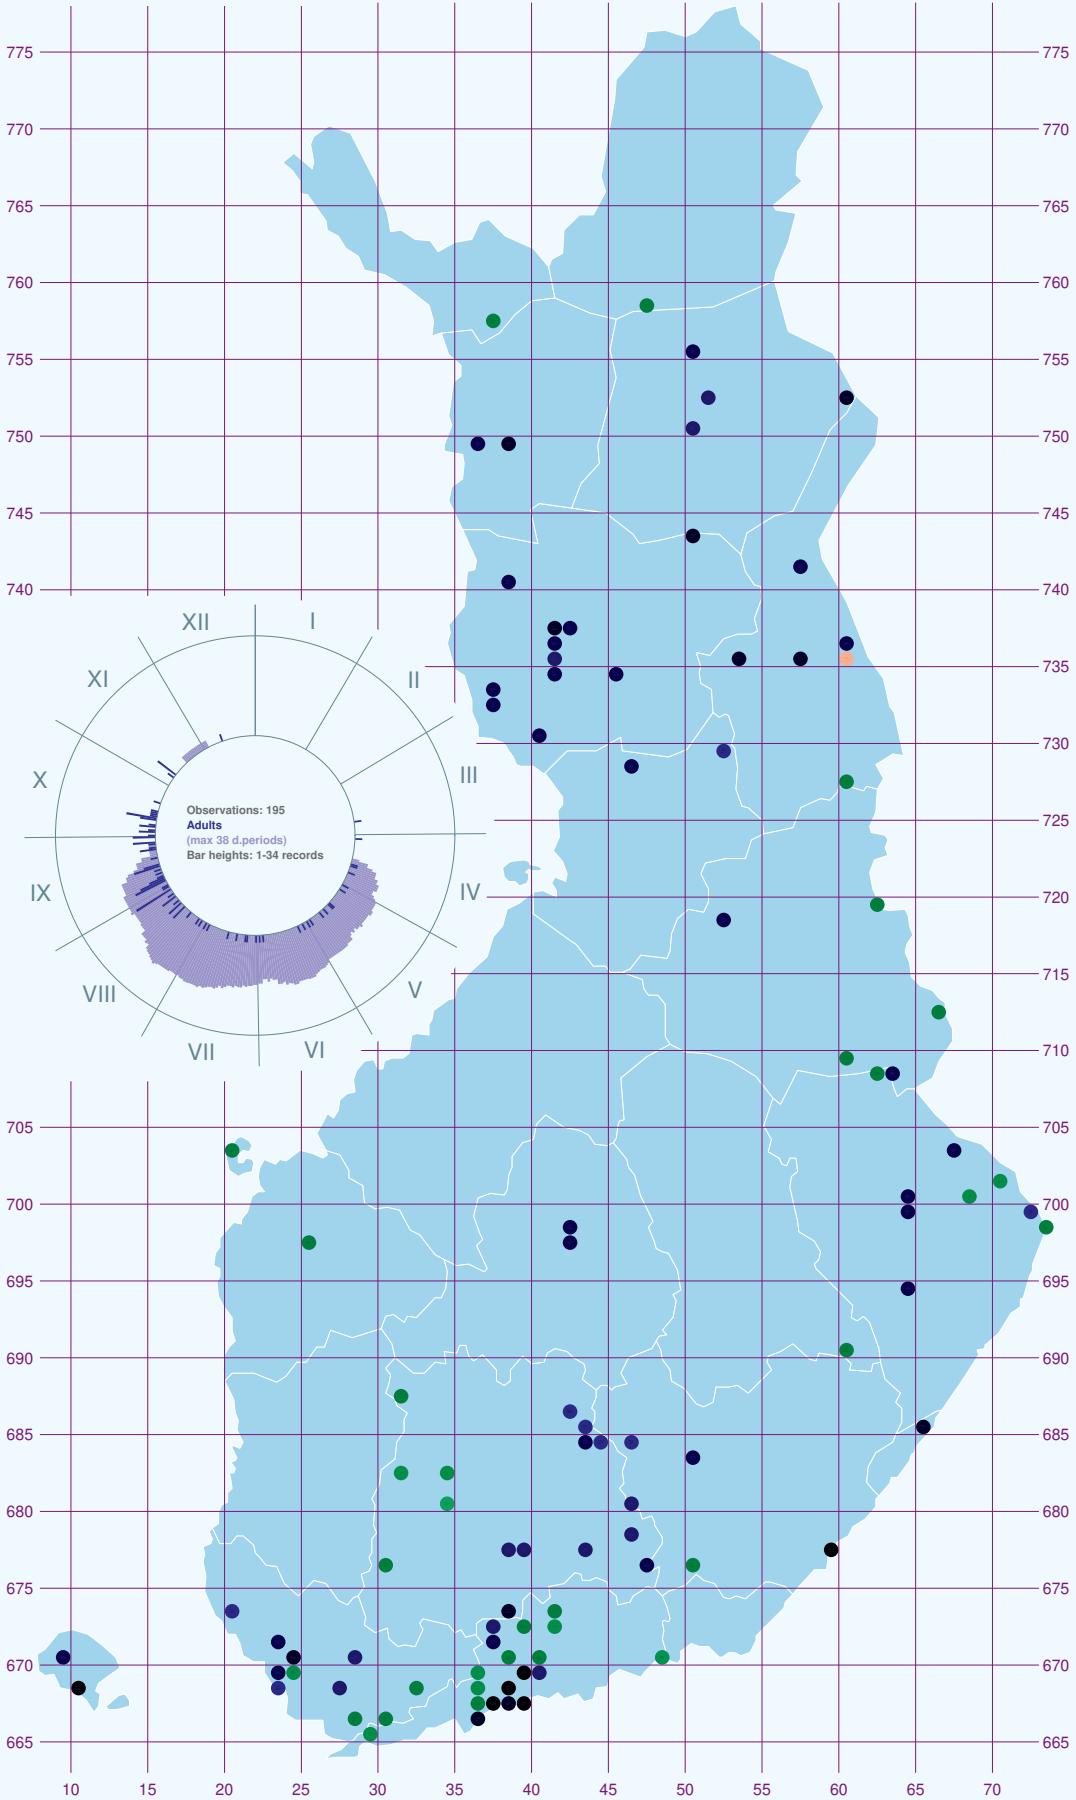 775 775
770 770
765 765
760 760
755 755
750 750
745 745
740 740
XII I
XI II
735 735
730 730
X III
725 725
Observations: 195
Adults
(max 38 d.periods)
Bar heights: 1-34 records
IX IV
720 720
VIII V
715 715
VII VI
710 710
705 705
700 700
695 695
690 690
685 685
680 680
675 675
670 670
665 665
10 15 20 25 30 35 40 45 50 55 60 65 70